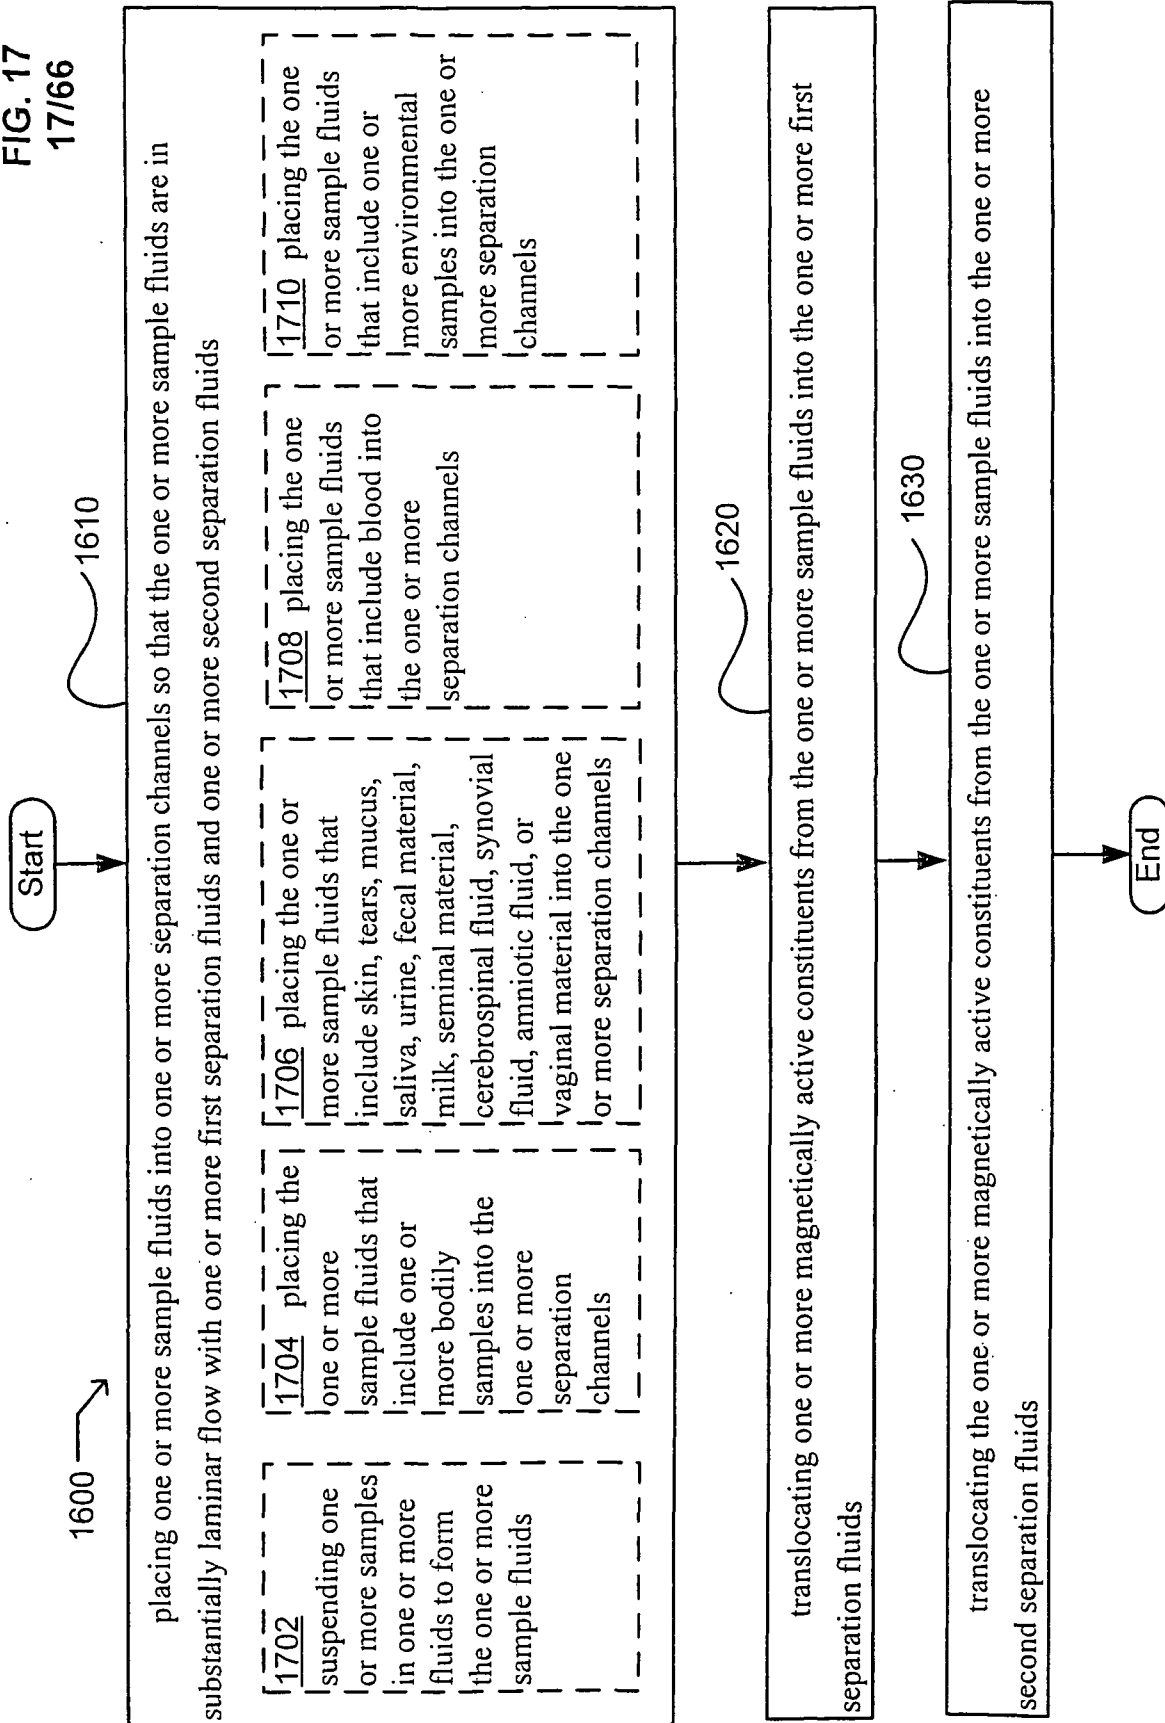 FIG. 17
17/66
1600
Start
1610
placing one or more sample fluids into one or more separation channels so that the one or more sample fluids are in
substantially laminar flow with one or more first separation fluids and one or more second separation fluids
1702
suspending one
or more samples
in one or more
fluids to form
the one or more
sample fluids
1704 placing the
one or more
sample fluids that
include one or
more bodily
samples into the
one or more
separation
channels
1706 placing the one or
more sample fluids that
include skin, tears, mucus,
saliva, urine, fecal material,
milk, seminal material,
cerebrospinal fluid, synovial
fluid, amniotic fluid, or
vaginal material into the one
or more separation channels
1708 placing the one
or more sample fluids
that include blood into
the one or more
separation channels
1710 placing the one
or more sample fluids
that include one or
more environmental
samples into the one or
more separation
channels
1620
translocating one or more magnetically active constituents from the one or more sample fluids into the one or more first
separation fluids
1630
translocating the one or more magnetically active constituents from the one or more sample fluids into the one or more
second separation fluids
End